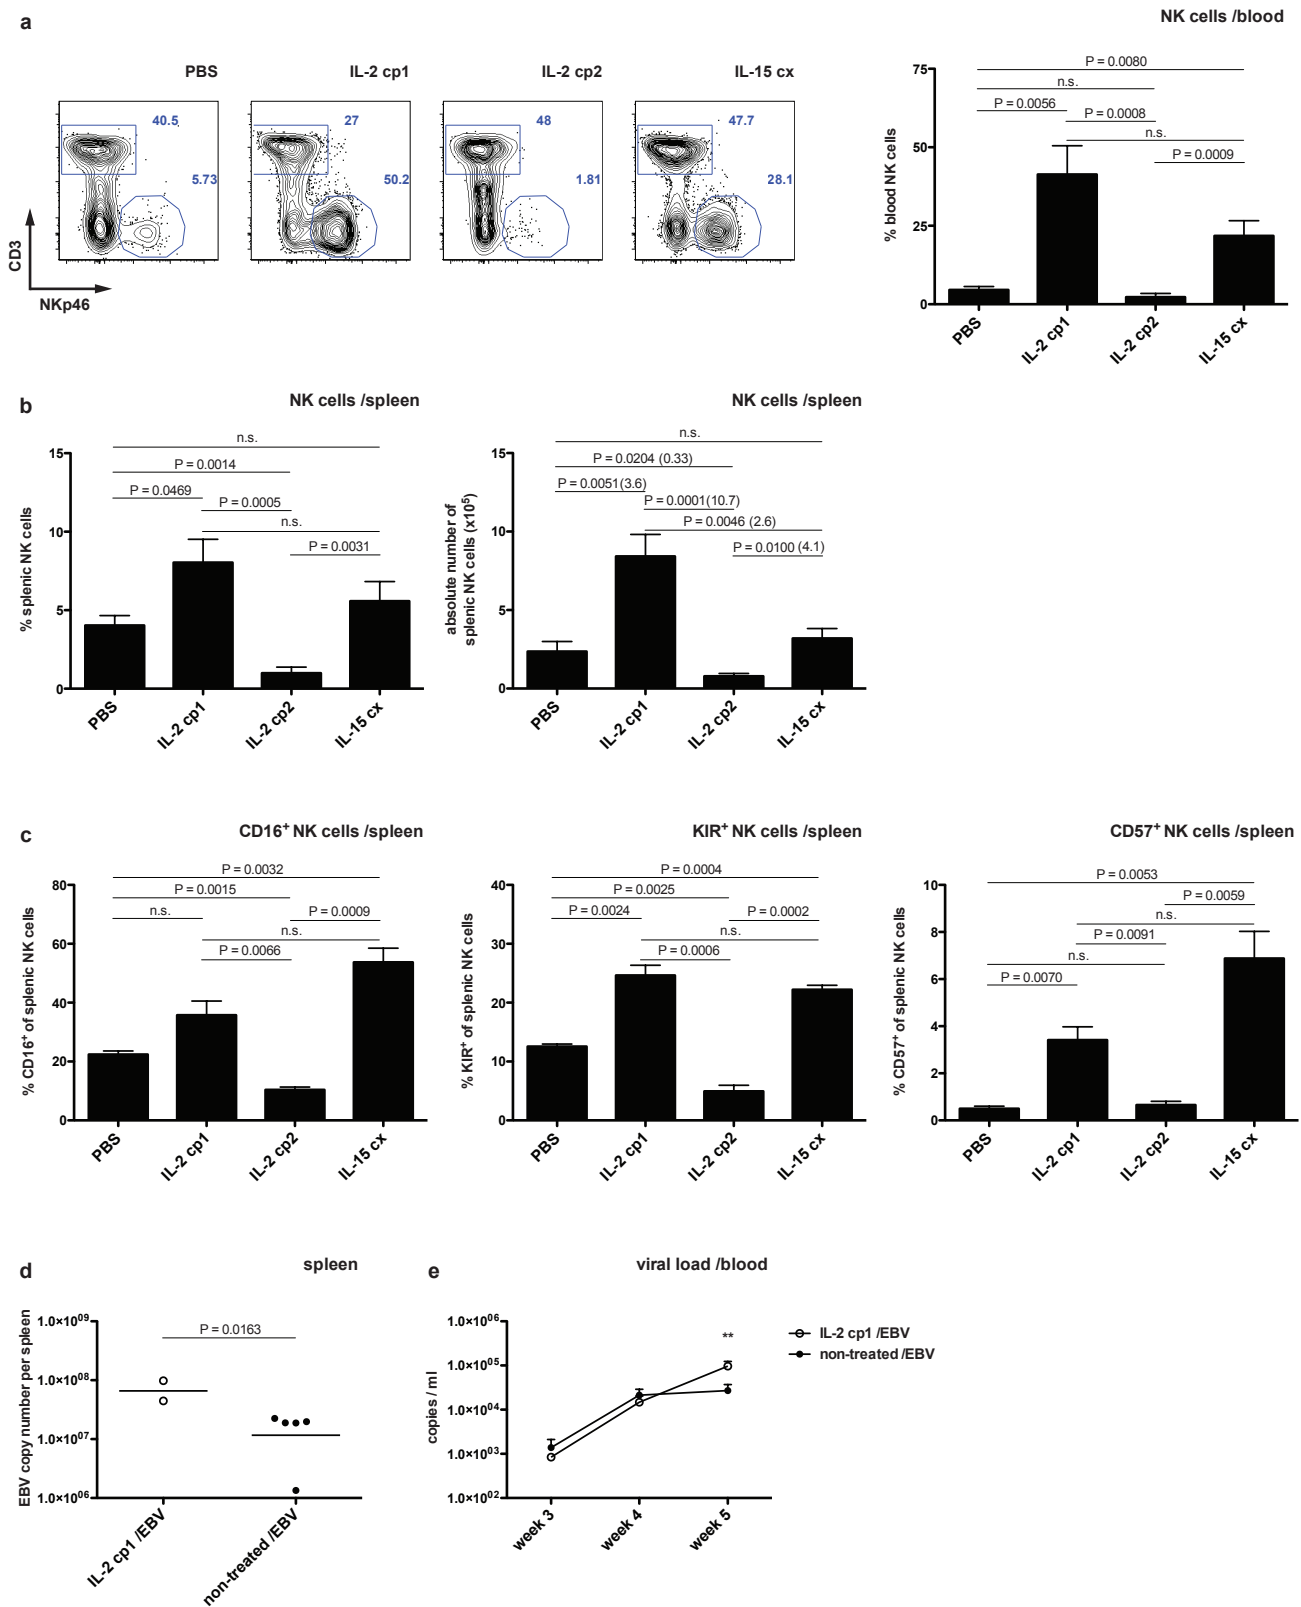 a
NK cells /blood
PBS
IL-2 cp1
IL-2 cp2
IL-15 cx
40.5
5.73
27
50.2
48
1.81
47.7
28.1
CD3
NKp46
% blood NK cells
75
50
25
0
P = 0.0080
n.s.
P = 0.0056
P = 0.0008
n.s.
P = 0.0009
PBS
IL-2 cp1
IL-2 cp2
IL-15 cx
b
NK cells /spleen
% splenic NK cells
15
10
5
0
n.s.
P = 0.0014
P = 0.0469
P = 0.0005
n.s.
P = 0.0031
PBS
IL-2 cp1
IL-2 cp2
IL-15 cx
NK cells /spleen
absolute number of
splenic NK cells (x10⁵)
15
10
5
0
n.s.
P = 0.0204 (0.33)
P = 0.0051(3.6)
P = 0.0001(10.7)
P = 0.0046 (2.6)
P = 0.0100 (4.1)
PBS
IL-2 cp1
IL-2 cp2
IL-15 cx
c
CD16⁺ NK cells /spleen
% CD16⁺ of splenic NK cells
80
60
40
20
0
P = 0.0032
P = 0.0015
n.s.
P = 0.0009
n.s.
P = 0.0066
PBS
IL-2 cp1
IL-2 cp2
IL-15 cx
KIR⁺ NK cells /spleen
% KIR⁺ of splenic NK cells
40
30
20
10
0
P = 0.0004
P = 0.0025
P = 0.0024
P = 0.0002
n.s.
P = 0.0006
PBS
IL-2 cp1
IL-2 cp2
IL-15 cx
CD57⁺ NK cells /spleen
% CD57⁺ of splenic NK cells
10
8
6
4
2
0
P = 0.0053
P = 0.0059
n.s.
P = 0.0091
n.s.
P = 0.0070
PBS
IL-2 cp1
IL-2 cp2
IL-15 cx
d
spleen
EBV copy number per spleen
1.0×10⁰⁹
1.0×10⁰⁸
1.0×10⁰⁷
1.0×10⁰⁶
P = 0.0163
IL-2 cp1 /EBV
non-treated /EBV
e
viral load /blood
copies / ml
1.0×10⁰⁶
1.0×10⁰⁵
1.0×10⁰⁴
1.0×10⁰³
1.0×10⁰²
**
week 3
week 4
week 5
IL-2 cp1 /EBV
non-treated /EBV